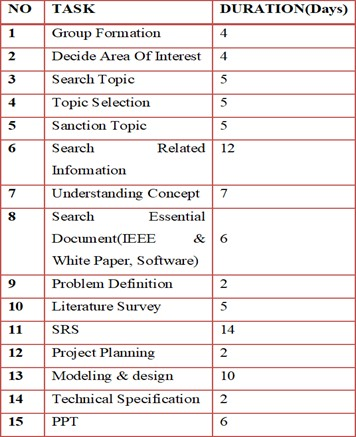 NO TASK DURATION(Days)
1 Group Formation 4
2 Decide Area Of Interest 4
3 Search Topic 5
4 Topic Selection 5
5 Sanction Topic 5
6 Search Related 12
Information
7 Understanding Concept 7
8 Search Essential
Document(IEEE & 6
White Paper, Software)
9 Problem Definition 2
10 Literature Survey 5
11 SRS 14
12 Project Planning 2
13 Modeling & design 10
14 Technical Specification 2
15 PPT 6